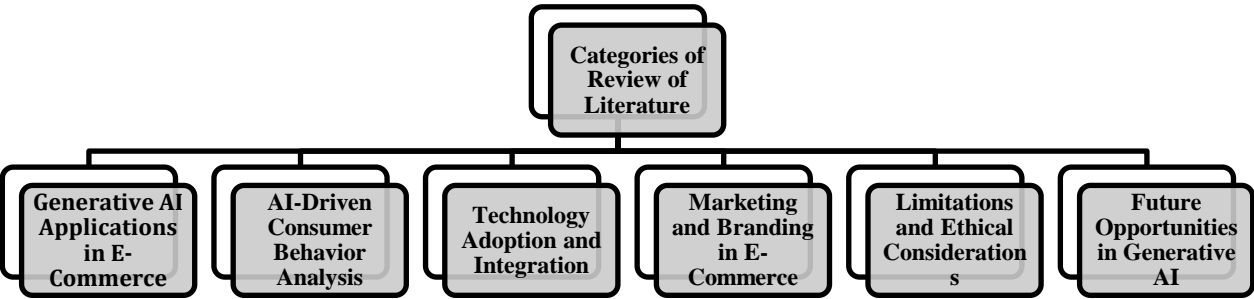 Categories of
Review of
Literature
Generative AI
Applications
in E-
Commerce
AI-Driven
Consumer
Behavior
Analysis
Technology
Adoption and
Integration
Marketing
and Branding
in E-
Commerce
Limitations
and Ethical
Consideration
s
Future
Opportunities
in Generative
AI